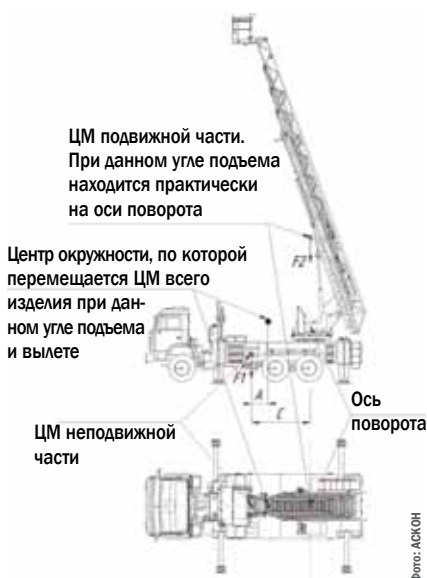 ЦМ подвижной части.
При данном угле подъема
находится практически
на оси поворота
F2
Центр окружности, по которой
перемещается ЦМ всего
изделия при дан-
ном угле подъема
и вылете
F1
A
Ось
поворота
ЦМ неподвижной
части
Фото: АСКОН